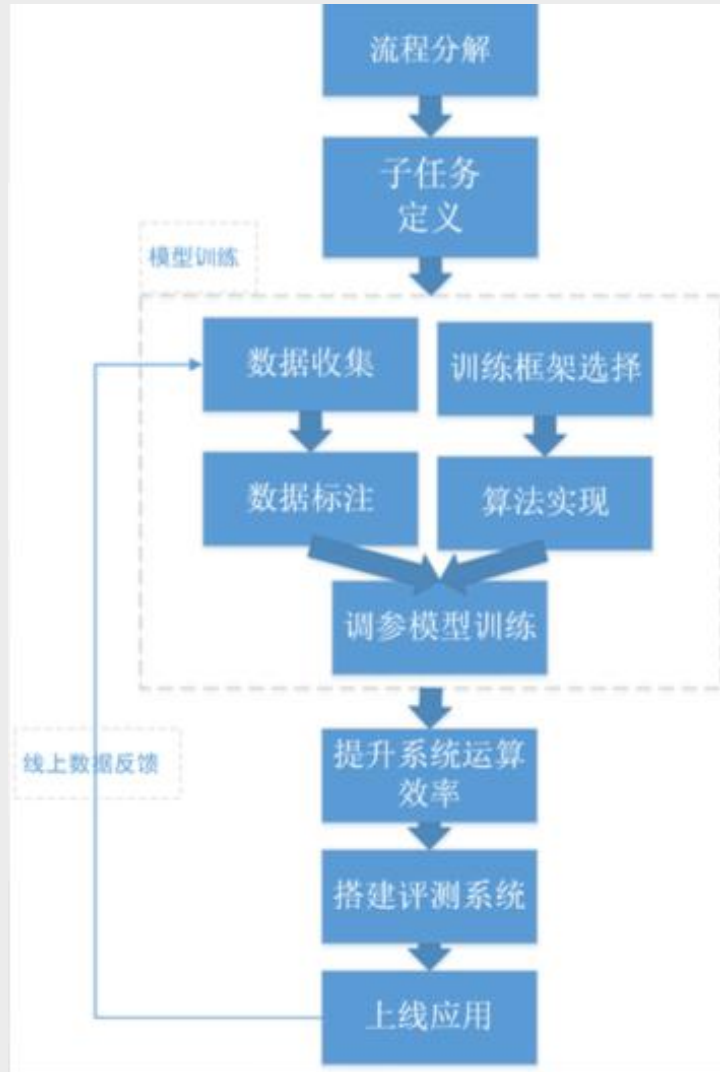 流程分解
子任务
定义
模型训练
数据收集
训练框架选择
数据标注
算法实现
调参模型训练
提升系统运算
效率
线上数据反馈
搭建评测系统
上线应用